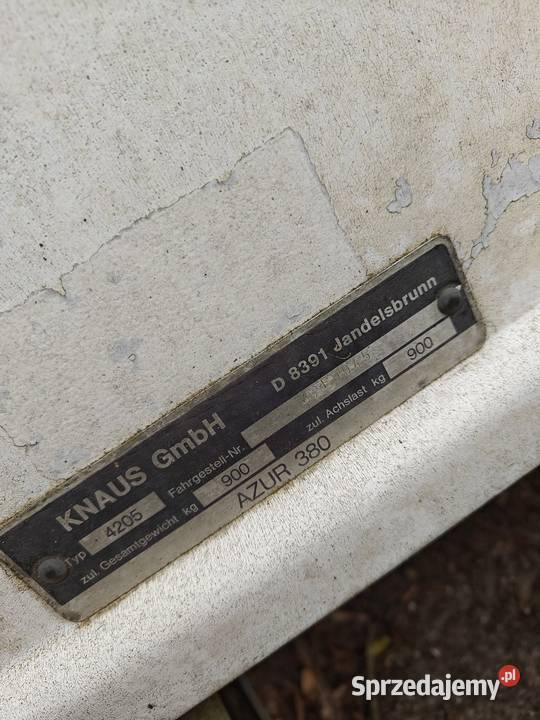 KNAUS GmbH D 8391 Jandelsbrunn
Typ 4205 Fahrgestell-Nr.
zul. Gesamtgewicht kg 900 zul. Achslast kg 900
AZUR 380
Sprzedajemy.pl